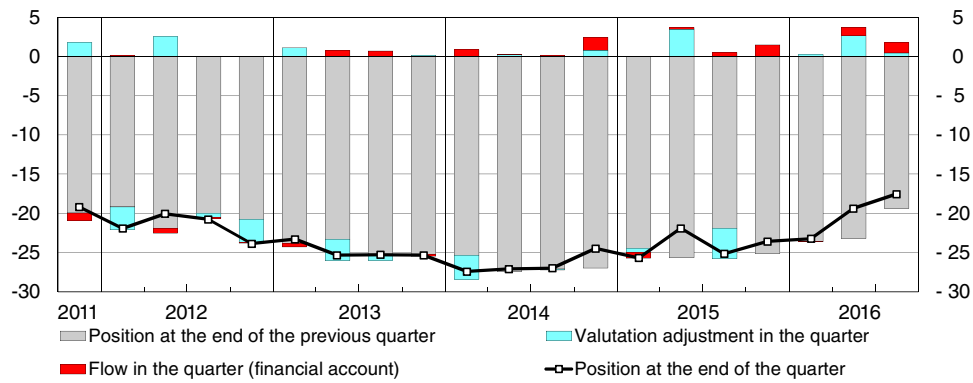 5 5
0 0
-5 - 5
-10 - 10
-15 - 15
-20 - 20
-25 - 25
-30 - 30
2011 2012 2013 2014 2015 2016
Position at the end of the previous quarter Valutation adjustment in the quarter
Flow in the quarter (financial account) Position at the end of the quarter